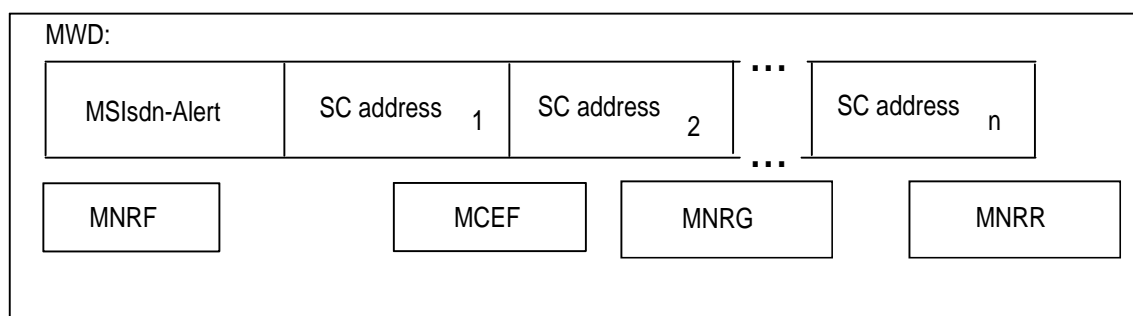 MWD:
MSIsdn-Alert SC address 1 SC address 2 ... SC address n
...
MNRF MCEF MNRG MNRR